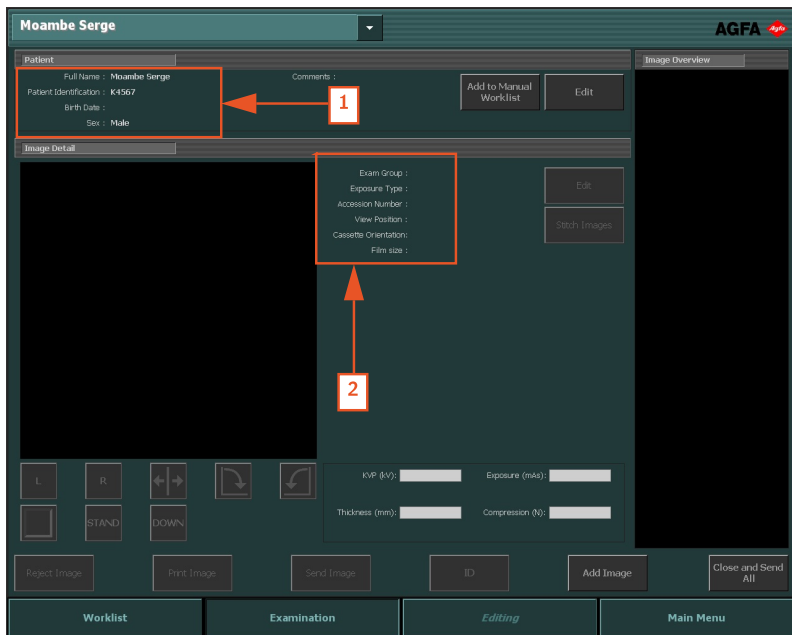 Moambe Serge
AGFA
Agfa
Patient
Image Overview
Full Name : Moambe Serge
Comments :
Patient Identification : K4567
Birth Date :
Sex : Male
Add to Manual
Worklist
Edit
1
Image Detail
Exam Group :
Exposure Type :
Accession Number :
View Position :
Cassette Orientation:
Film size :
Edit
Stitch Images
2
L
R
STAND
DOWN
KVP (kV):
Exposure (mAs):
Thickness (mm):
Compression (N):
Reject Image
Print Image
Send Image
ID
Add Image
Close and Send
All
Worklist
Examination
Editing
Main Menu